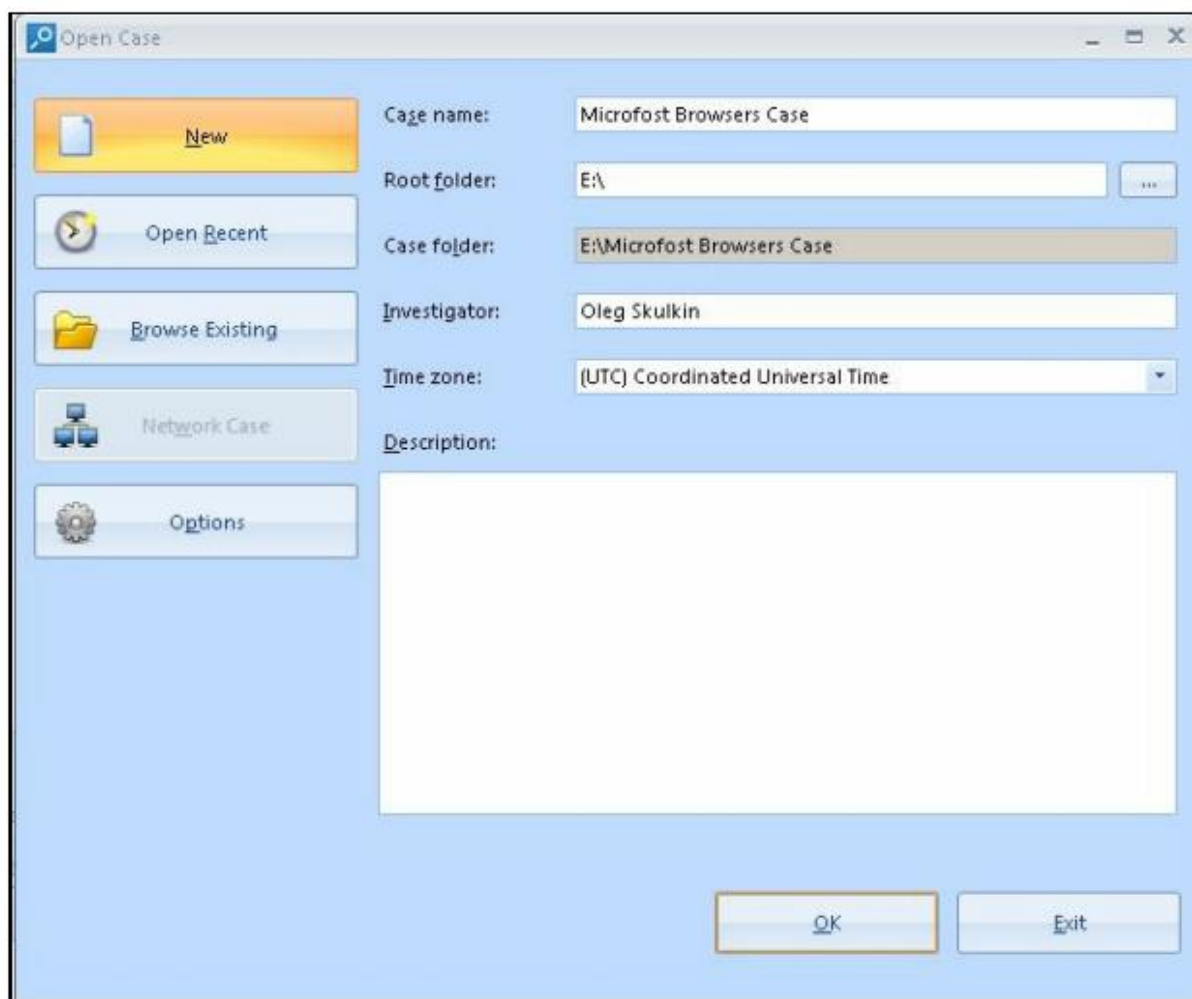 Open Case
New
Open Recent
Browse Existing
Network Case
Options
Case name:
Microfost Browsers Case
Root folder:
E:\
...
Case folder:
E:\Microfost Browsers Case
Investigator:
Oleg Skulkin
Time zone:
(UTC) Coordinated Universal Time
Description:
OK
Exit